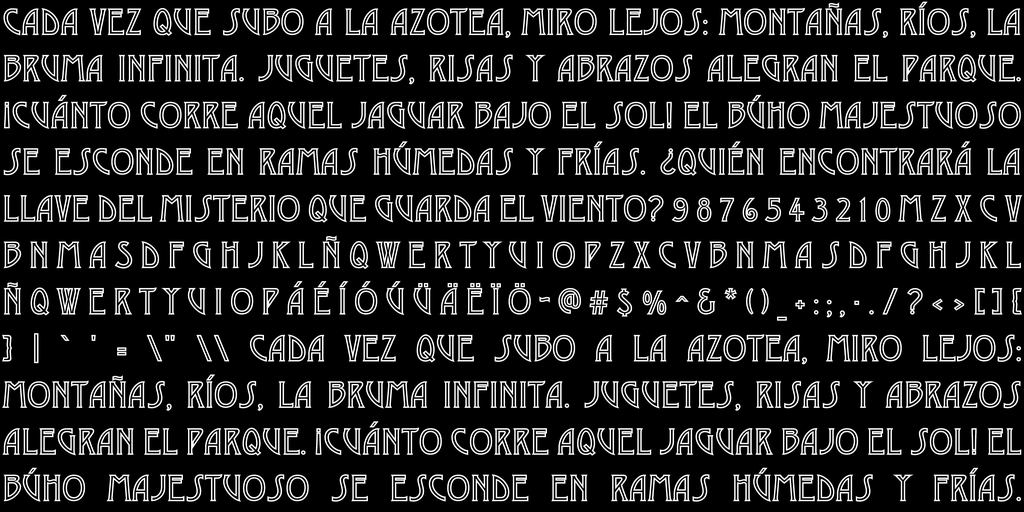 CADA VEZ QUE SUBO A LA AZOTEA, MIRO LEJOS: MONTAÑAS, RÍOS, LA
BRUMA INFINITA. JUGUETES, RISAS Y ABRAZOS ALEGRAN EL PARQUE.
¡CUÁNTO CORRE AQUEL JAGUAR BAJO EL SOL! EL BÚHO MAJESTUOSO
SE ESCONDE EN RAMAS HÚMEDAS Y FRÍAS. ¿QUIÉN ENCONTRARÁ LA
LLAVE DEL MISTERIO QUE GUARDA EL VIENTO? 9 8 7 6 5 4 3 2 1 0 M Z X C V
B N M A S D F G H J K L Ñ Q W E R T Y U I O P Z X C V B N M A S D F G H J K L
Ñ Q W E R T Y U I O P Á É Í Ó Ú Ü Ä Ë Ï Ö ~ @ # $ % ^ & * ( ) _ + : ; , · . / ? < > [ ] {
} | ` ' = \ " \ \ CADA VEZ QUE SUBO A LA AZOTEA, MIRO LEJOS:
MONTAÑAS, RÍOS, LA BRUMA INFINITA. JUGUETES, RISAS Y ABRAZOS
ALEGRAN EL PARQUE. ¡CUÁNTO CORRE AQUEL JAGUAR BAJO EL SOL! EL
BÚHO MAJESTUOSO SE ESCONDE EN RAMAS HÚMEDAS Y FRÍAS.